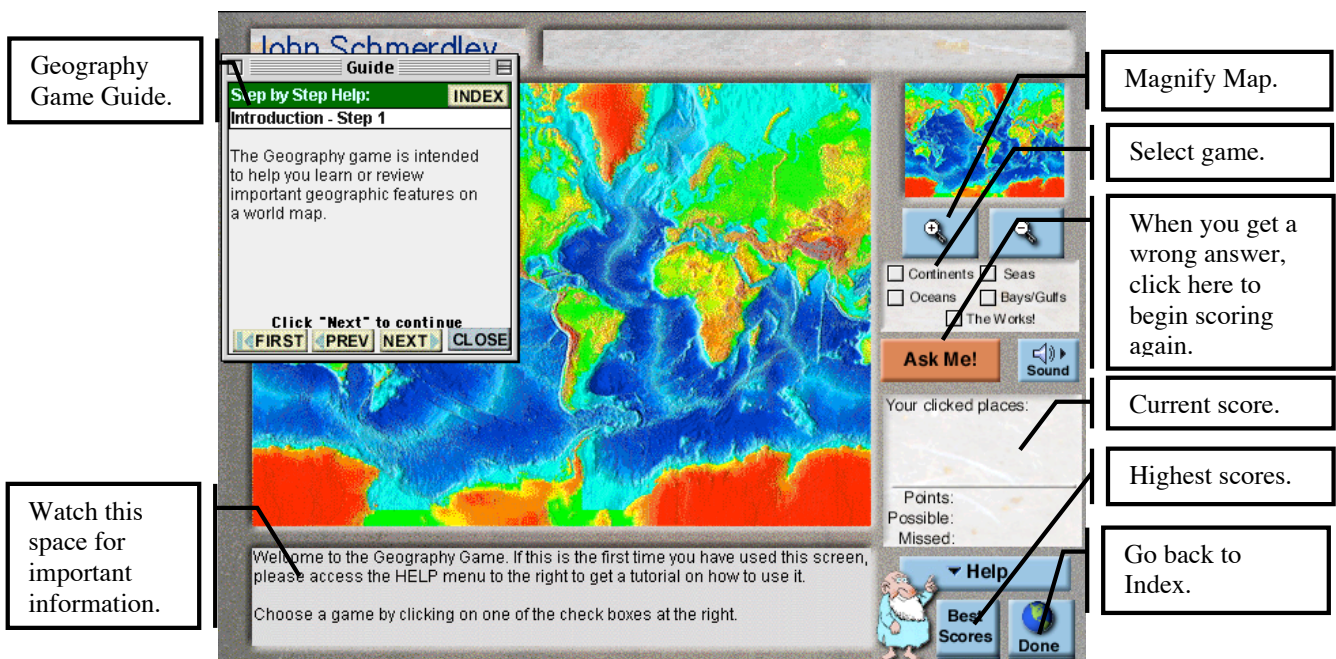 Geography
Game Guide.
Watch this
space for
important
information.
John Schmerdley
Guide
Step by Step Help:
INDEX
Introduction - Step 1
The Geography game is intended
to help you learn or review
important geographic features on
a world map.
Click "Next" to continue
FIRST
PREV
NEXT
CLOSE
Continents
Seas
Oceans
Bays/Gulfs
The Works!
Ask Me!
Sound
Your clicked places:
Points:
Possible:
Missed:
Welcome to the Geography Game. If this is the first time you have used this screen,
please access the HELP menu to the right to get a tutorial on how to use it.
Choose a game by clicking on one of the check boxes at the right.
Help
Best
Scores
Done
Magnify Map.
Select game.
When you get a
wrong answer,
click here to
begin scoring
again.
Current score.
Highest scores.
Go back to
Index.